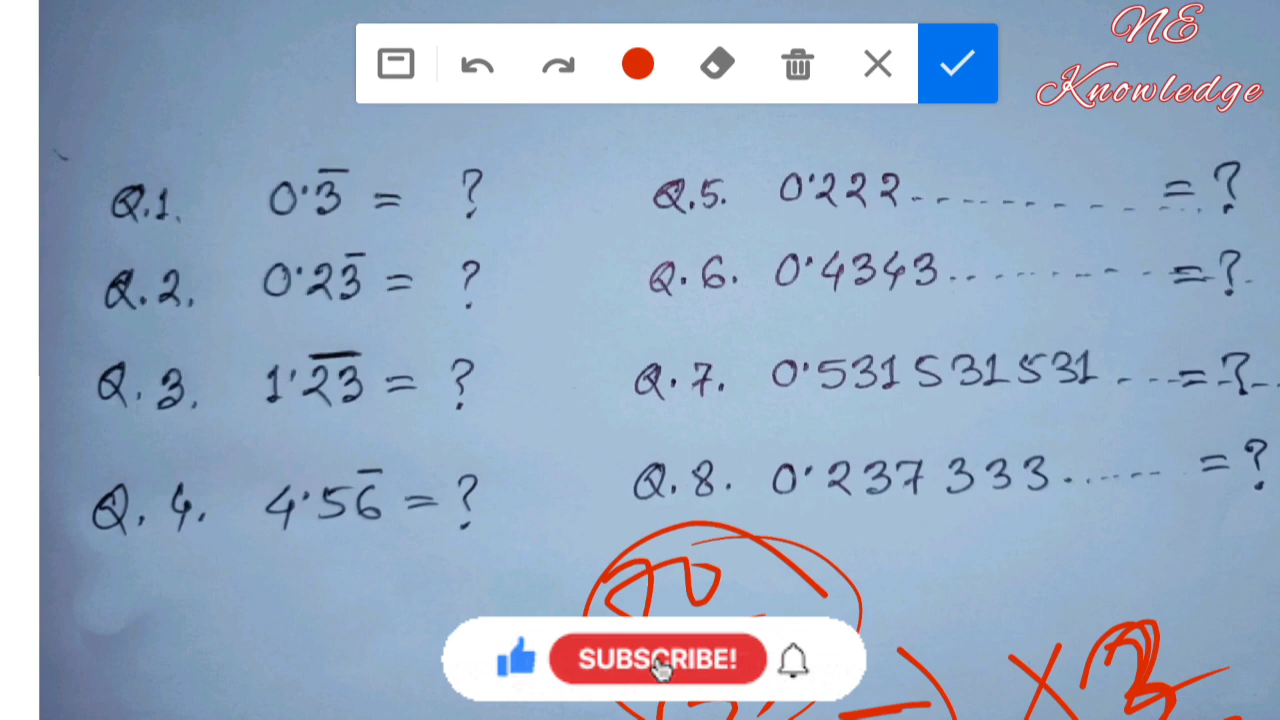 NE
Knowledge
Q.1. 0·3̅ = ?
Q.2. 0·23̅ = ?
Q.3. 1·2̅3̅ = ?
Q.4. 4·56̅ = ?
Q.5. 0·222.......... = ?
Q.6. 0·4343.......... = ?
Q.7. 0·531531531.....=?
Q.8. 0·237333........ = ?
SUBSCRIBE!
× 3